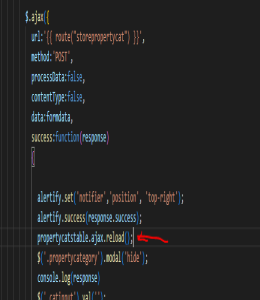 $.ajax({
url:'{{ route("storepropertycat") }}',
method:'POST',
processData:false,
contentType:false,
data:formdata,
success:function(response)
{
alertify.set('notifier','position', 'top-right');
alertify.success(response.success);
propertycatstable.ajax.reload();
$('.propertycategory').modal('hide');
console.log(response)
$('.catinput').val("");